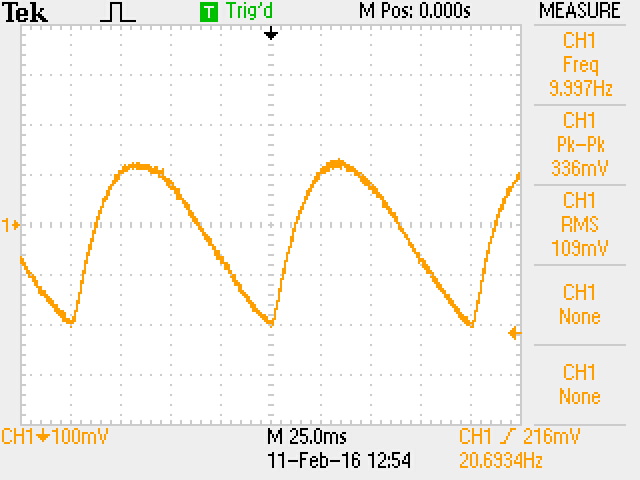 Tek T Trig'd M Pos: 0.000s MEASURE
CH1
Freq
9.997Hz
CH1
Pk-Pk
336mV
1
CH1
RMS
109mV
CH1
None
CH1
None
CH1 100mV M 25.0ms CH1 216mV
11-Feb-16 12:54 20.6934Hz